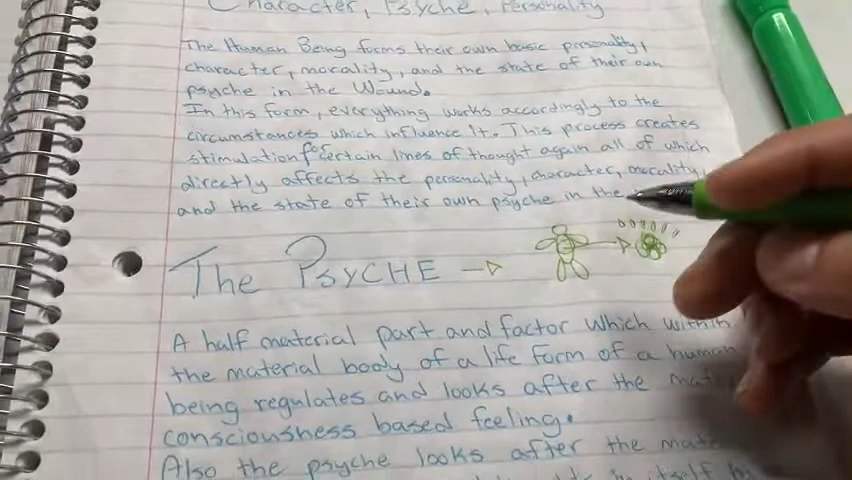 Character, Psyche, Personality
The Human Being forms their own basic personality,
character, morality, and the state of their own
psyche in the Wound.
In this form, everything works accordingly to the
circumstances which influence it. This process creates
stimulation for certain lines of thought again all of which
directly affects the personality, character, morality,
and the state of their own psyche in the
The PSYCHE
A half material part and factor which within
the material body of a life form of a human
being regulates and looks after the
consciousness based feeling.
Also the psyche looks after the
itself